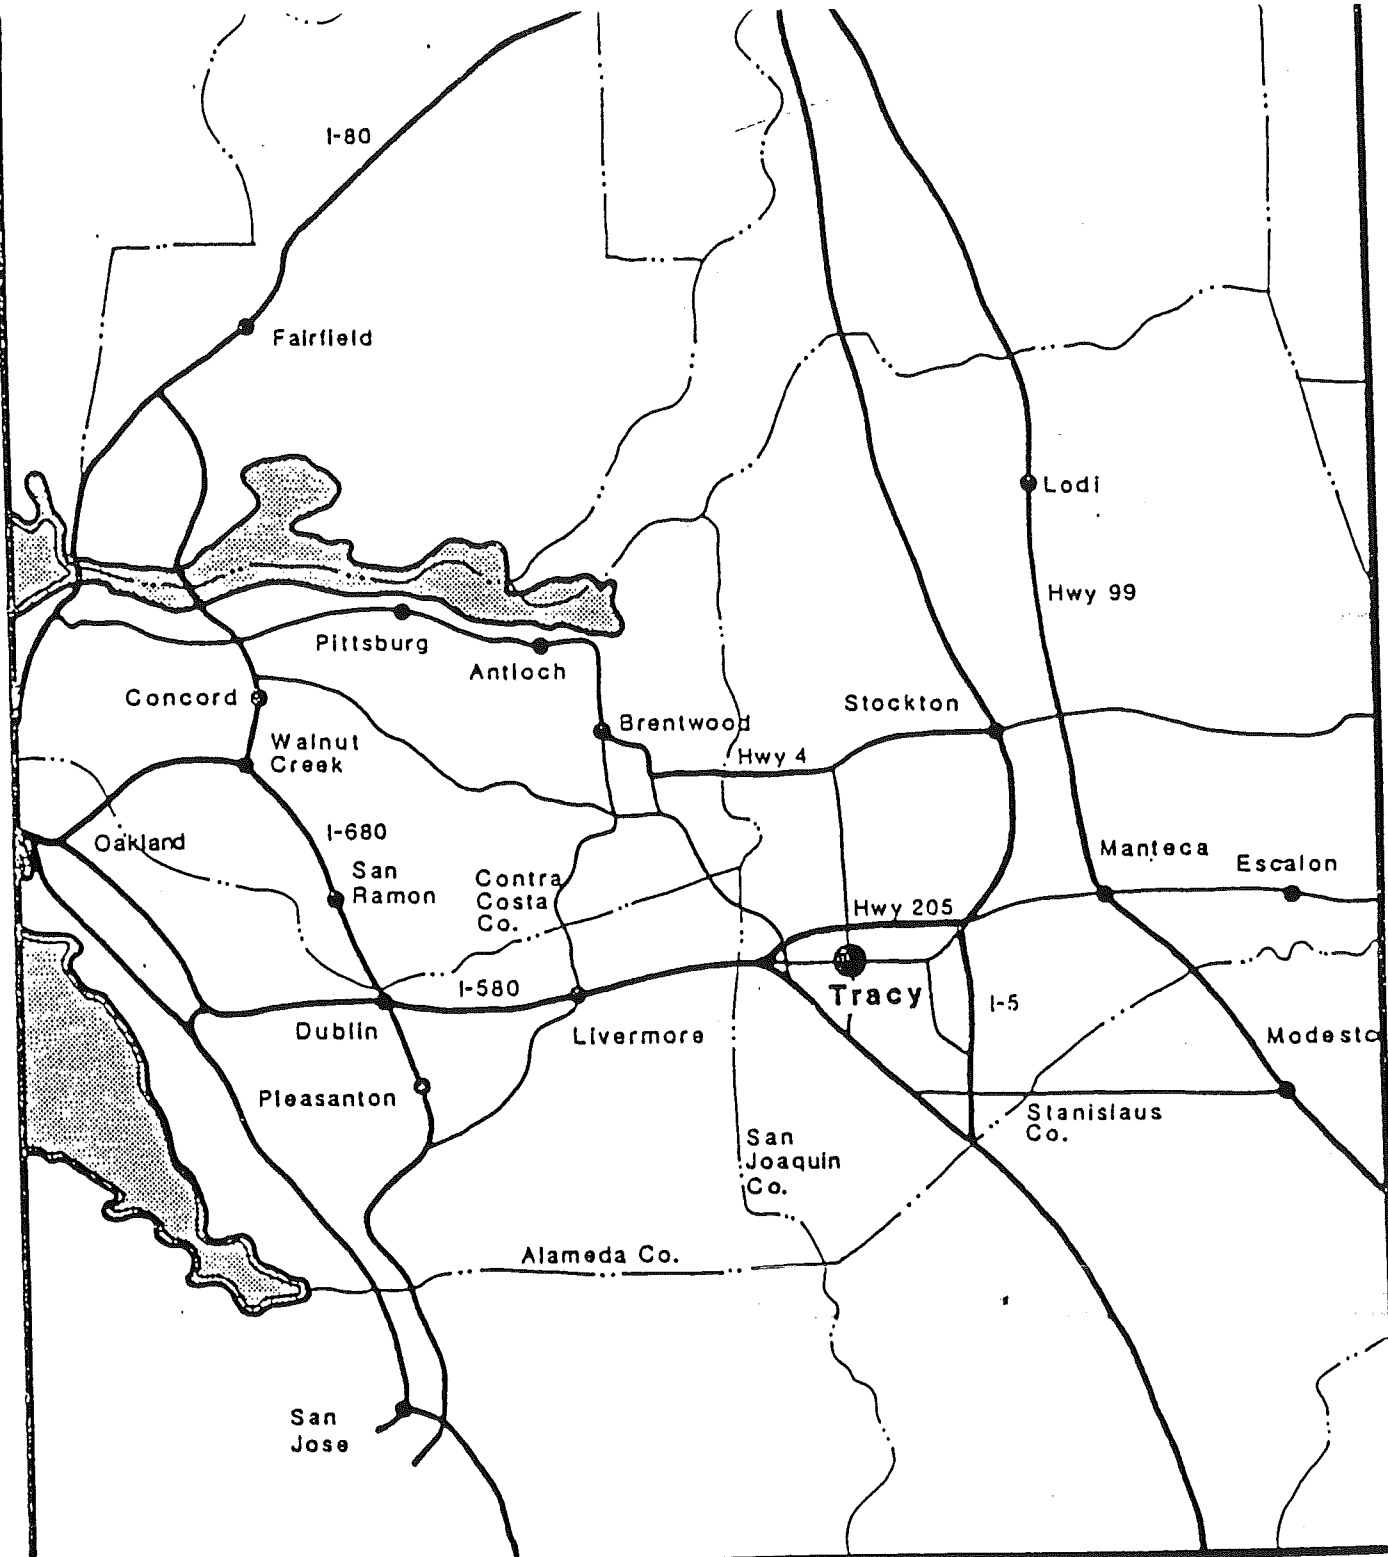 I-80
Fairfield
Lodi
Hwy 99
Pittsburg
Antioch
Concord
Brentwood
Stockton
Walnut
Creek
Hwy 4
I-680
Oakland
San
Ramon
Contra
Costa
Co.
Manteca
Escalon
Hwy 205
I-580
Tracy
I-5
Dublin
Livermore
Modesto
Pleasanton
Stanislaus
Co.
San
Joaquin
Co.
Alameda Co.
San
Jose